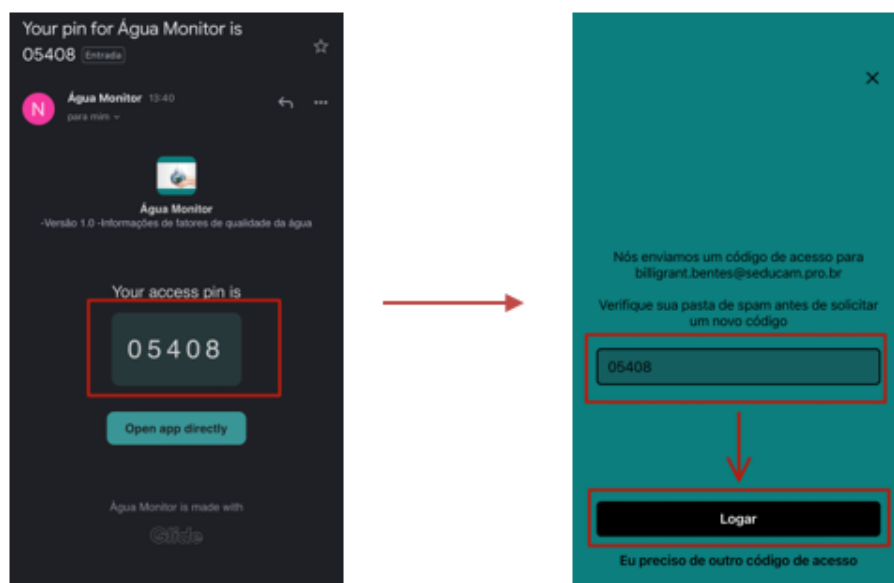 Your pin for Água Monitor is
05408 Entrada
N
Água Monitor 13:40
para mim
Água Monitor
-Versão 1.0 -Informações de fatores de qualidade da água
Your access pin is
05408
Open app directly
Água Monitor is made with
Glide
Nós enviamos um código de acesso para
billigrant.bentes@seducam.pro.br
Verifique sua pasta de spam antes de solicitar
um novo código
05408
Logar
Eu preciso de outro código de acesso